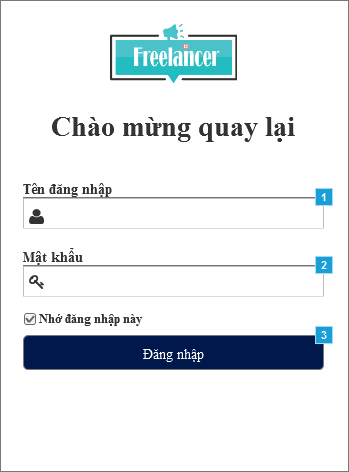 Freelancer
Chào mừng quay lại
Tên đăng nhập
1
Mật khẩu
2
Nhớ đăng nhập này
3
Đăng nhập